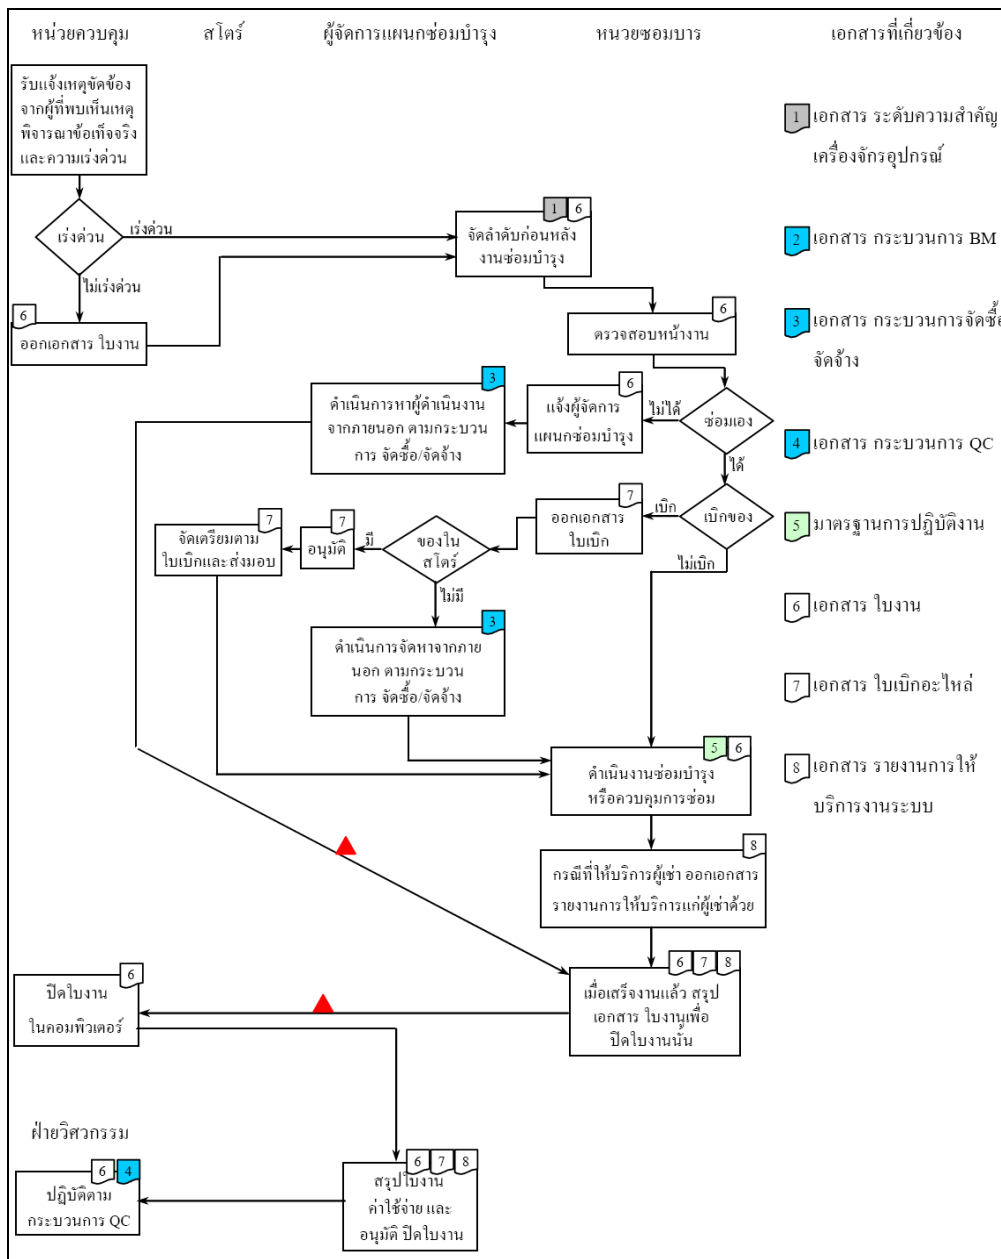 หน่วยควบคุม
สโตร์
ผู้จัดการแผนกซ่อมบำรุง
หนวยซอมบาร
เอกสารที่เกี่ยวข้อง
รับแจ้งเหตุขัดข้อง
จากผู้ที่พบเห็นเหตุ
พิจารณาข้อเท็จจริง
และความเร่งด่วน
1 เอกสาร ระดับความสำคัญ
เครื่องจักรอุปกรณ์
เร่งด่วน
เร่งด่วน
ไม่เร่งด่วน
1 6
จัดลำดับก่อนหลัง
งานซ่อมบำรุง
2 เอกสาร กระบวนการ BM
6
ออกเอกสาร ใบงาน
6
ตรวจสอบหน้างาน
3 เอกสาร กระบวนการจัดซื้อ
จัดจ้าง
3
ดำเนินการหาผู้ดำเนินงาน
จากภายนอก ตามกระบวน
การ จัดซื้อ/จัดจ้าง
6
แจ้งผู้จัดการ
แผนกซ่อมบำรุง
ไม่ได้
ซ่อมเอง
ได้
4 เอกสาร กระบวนการ QC
7
จัดเตรียมตาม
ใบเบิกและส่งมอบ
7
อนุมัติ
มี
ของใน
สโตร์
ไม่มี
7
ออกเอกสาร
ใบเบิก
เบิก
เบิกของ
ไม่เบิก
5 มาตรฐานการปฏิบัติงาน
6 เอกสาร ใบงาน
3
ดำเนินการจัดหาจากภาย
นอก ตามกระบวน
การ จัดซื้อ/จัดจ้าง
7 เอกสาร ใบเบิกอะไหล่
5 6
ดำเนินงานซ่อมบำรุง
หรือควบคุมการซ่อม
8 เอกสาร รายงานการให้
บริการงานระบบ
8
กรณีที่ให้บริการผู้เช่า ออกเอกสาร
รายงานการให้บริการแก่ผู้เช่าด้วย
6 7 8
เมื่อเสร็จงานแล้ว สรุป
เอกสาร ใบงานเพื่อ
ปิดใบงานนั้น
6
ปิดใบงาน
ในคอมพิวเตอร์
ฝ่ายวิศวกรรม
6 4
ปฏิบัติตาม
กระบวนการ QC
6 7 8
สรุปใบงาน
ค่าใช้จ่าย และ
อนุมัติ ปิดใบงาน